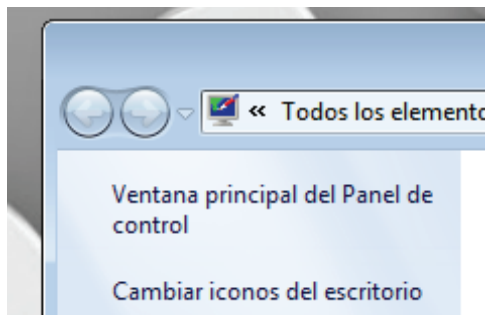 « Todos los elemento
Ventana principal del Panel de
control
Cambiar iconos del escritorio